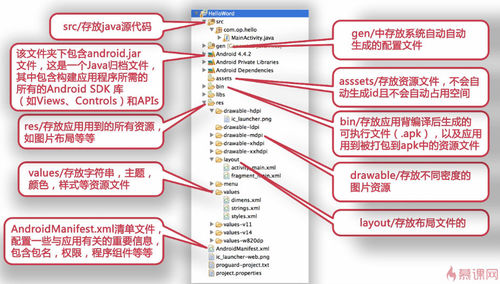 src/存放java源代码
该文件夹下包含android.jar
文件，这是一个Java归档文件，
其中包含构建应用程序所需的
所有的Android SDK 库
（如Views、Controls）和APIs
res/存放应用用到的所有资源，
如图片布局等等
values/存放字符串，主题，
颜色，样式等资源文件
AndroidManifest.xml清单文件，
配置一些与应用有关的重要信息，
包含包名，权限，程序组件等等
HelloWord
src
com.op.hello
MainActivity.java
gen
Android 4.4.2
Android Private Libraries
Android Dependencies
assets
bin
libs
res
drawable-hdpi
ic_launcher.png
drawable-ldpi
drawable-mdpi
drawable-xhdpi
drawable-xxhdpi
layout
activity_main.xml
fragment_main.xml
menu
values
dimens.xml
strings.xml
styles.xml
values-v11
values-v14
values-w820dp
AndroidManifest.xml
ic_launcher-web.png
proguard-project.txt
project.properties
gen/中存放系统自动自动
生成的配置文件
asssets/存放资源文件，不会自
动生成id且不会自动占用空间
bin/存放应用背编译后生成的
可执行文件（.apk），以及应用
用到被打包到apk中的资源文件
drawable/存放不同密度的
图片资源
layout/存放布局文件的
慕课网